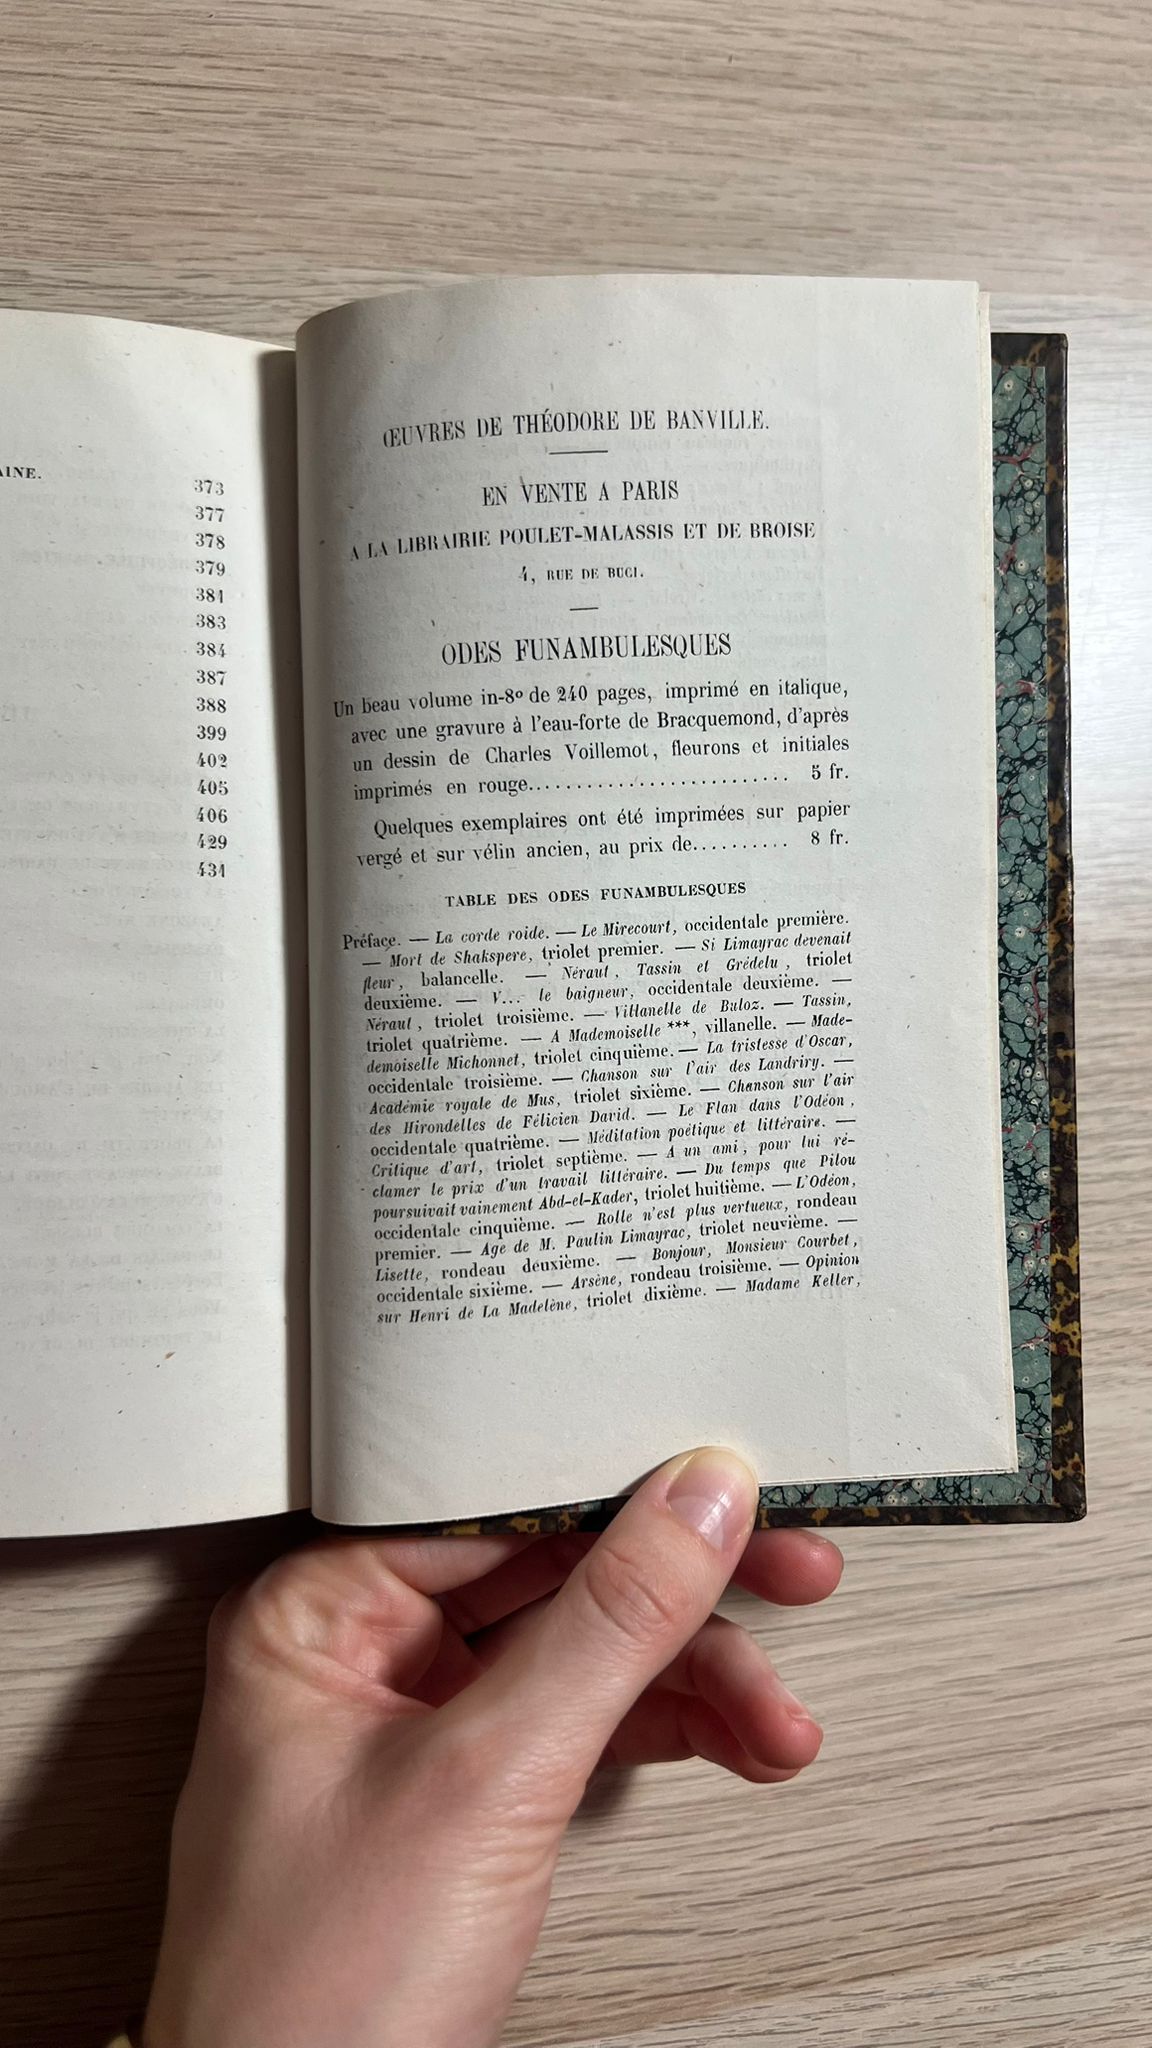 AINE.
373
377
378
379
381
383
384
387
388
399
402
405
406
429
431
ŒUVRES DE THÉODORE DE BANVILLE.
EN VENTE A PARIS
A LA LIBRAIRIE POULET-MALASSIS ET DE BROISE
4, RUE DE BUCI.
ODES FUNAMBULESQUES
Un beau volume in-8º de 240 pages, imprimé en italique,
avec une gravure à l'eau-forte de Bracquemond, d'après
un dessin de Charles Voillemot, fleurons et initiales
imprimés en rouge.......................... 5 fr.
Quelques exemplaires ont été imprimées sur papier
vergé et sur vélin ancien, au prix de.......... 8 fr.
TABLE DES ODES FUNAMBULESQUES
Préface. — La corde roide. — Le Mirecourt, occidentale première.
— Mort de Shakspere, triolet premier. — Si Limayrac devenait
fleur, balancelle. — Néraut, Tassin et Grédelu, triolet
deuxième. — V... le baigneur, occidentale deuxième. —
Néraut, triolet troisième. — Villanelle de Buloz. — Tassin,
triolet quatrième. — A Mademoiselle ***, villanelle. — Made-
demoiselle Michonnet, triolet cinquième. — La tristesse d'Oscar,
occidentale troisième. — Chanson sur l'air des Landriry. —
Académie royale de Mus, triolet sixième. — Chanson sur l'air
des Hirondelles de Félicien David. — Le Flan dans l'Odéon,
occidentale quatrième. — Méditation poétique et littéraire. —
Critique d'art, triolet septième. — A un ami, pour lui ré-
clamer le prix d'un travail littéraire. — Du temps que Pilou
poursuivait vainement Abd-el-Kader, triolet huitième. — L'Odéon,
occidentale cinquième. — Rolle n'est plus vertueux, rondeau
premier. — Age de M. Paulin Limayrac, triolet neuvième. —
Lisette, rondeau deuxième. — Bonjour, Monsieur Courbet,
occidentale sixième. — Arsène, rondeau troisième. — Opinion
sur Henri de La Madelène, triolet dixième. — Madame Keller,